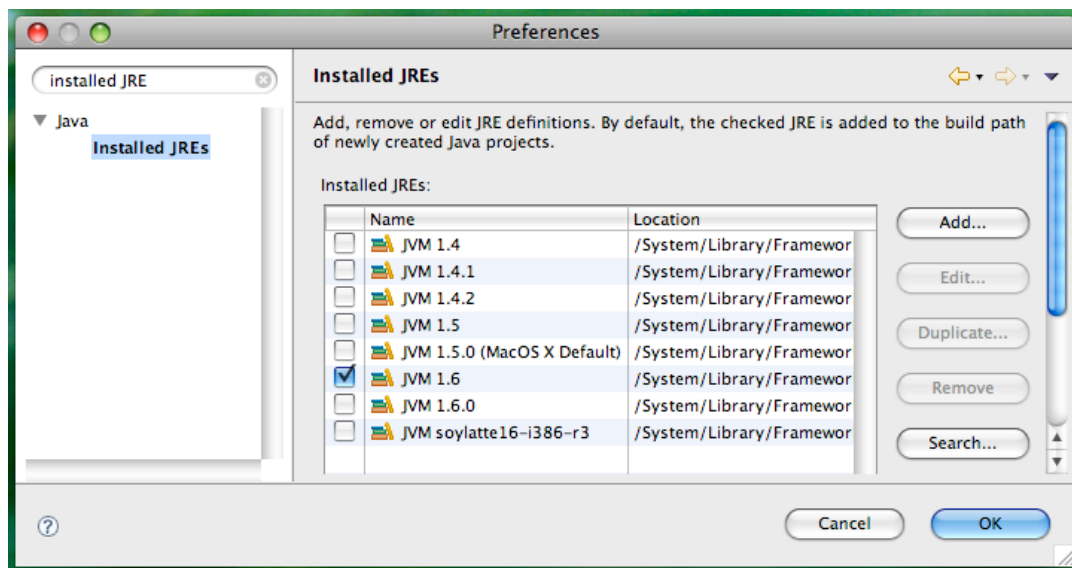 Preferences
installed JRE
Java
Installed JREs
Installed JREs
Add, remove or edit JRE definitions. By default, the checked JRE is added to the build path
of newly created Java projects.
Installed JREs:
Name Location
JVM 1.4 /System/Library/Framewor
JVM 1.4.1 /System/Library/Framewor
JVM 1.4.2 /System/Library/Framewor
JVM 1.5 /System/Library/Framewor
JVM 1.5.0 (MacOS X Default) /System/Library/Framewor
JVM 1.6 /System/Library/Framewor
JVM 1.6.0 /System/Library/Framewor
JVM soylatte16-i386-r3 /System/Library/Framewor
Add...
Edit...
Duplicate...
Remove
Search...
?
Cancel OK